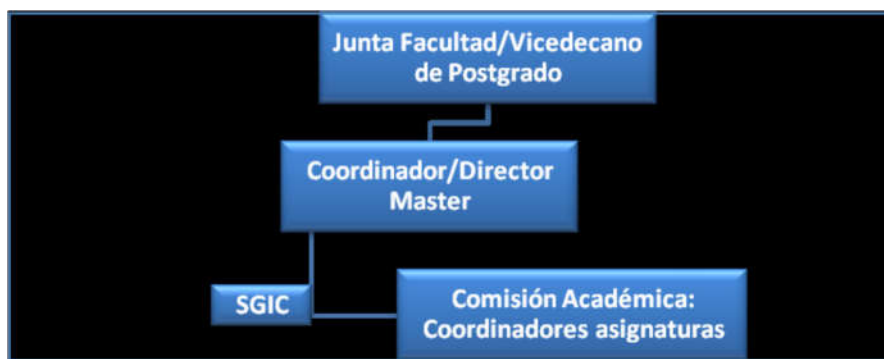 Junta Facultad/Vicedecano
de Postgrado
Coordinador/Director
Master
SGIC
Comisión Académica:
Coordinadores asignaturas